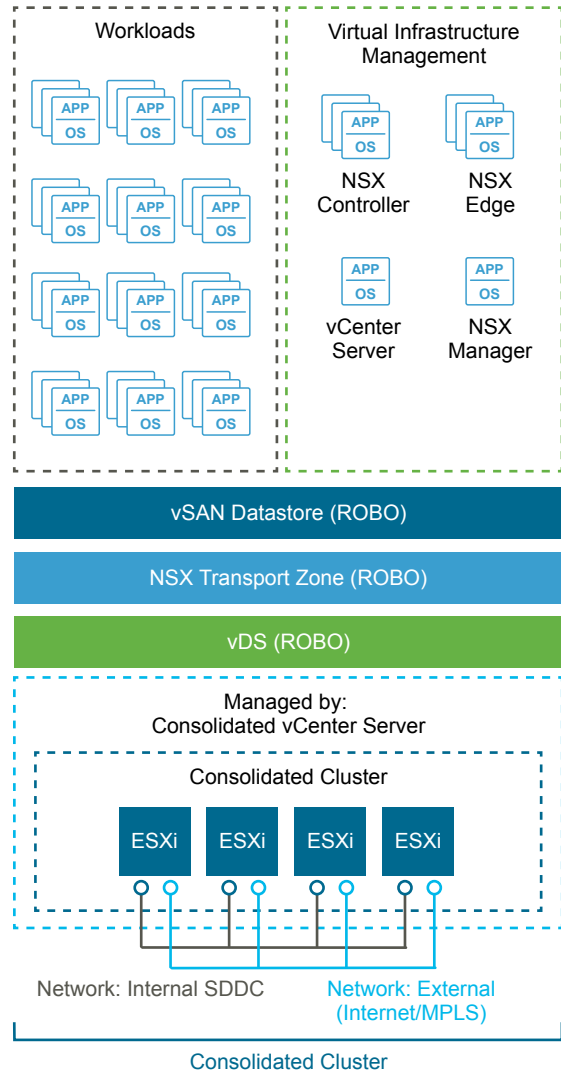 Workloads
APP APP APP
OS OS OS
APP APP APP
OS OS OS
APP APP APP
OS OS OS
APP APP APP
OS OS OS
Virtual Infrastructure
Management
APP APP
OS OS
NSX
Controller
NSX
Edge
APP APP
OS OS
vCenter
Server
NSX
Manager
vSAN Datastore (ROBO)
NSX Transport Zone (ROBO)
vDS (ROBO)
Managed by:
Consolidated vCenter Server
Consolidated Cluster
ESXi ESXi ESXi ESXi
Network: Internal SDDC
Network: External
(Internet/MPLS)
Consolidated Cluster